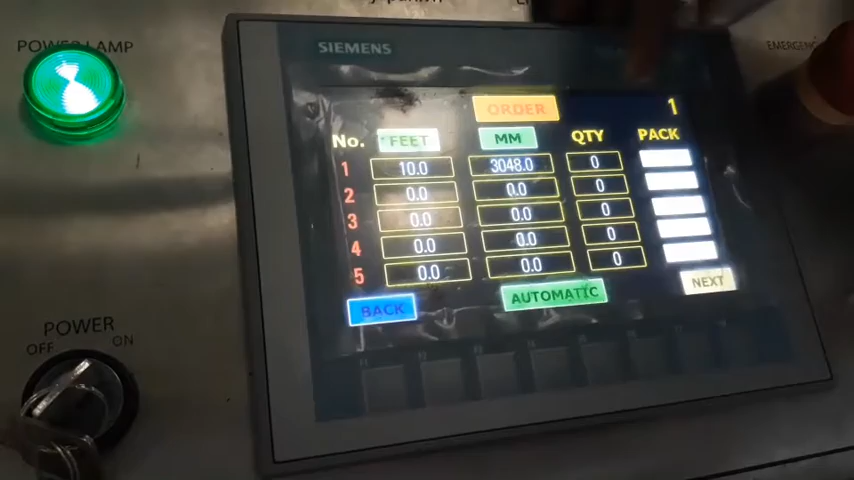 POWER LAMP
SIEMENS
EMERGENC
ORDER
1
No. FEET MM QTY PACK
1 10.0 3048.0 0
2 0.0 0.0 0
3 0.0 0.0 0
4 0.0 0.0 0
5 0.0 0.0 0
BACK AUTOMATIC NEXT
POWER
OFF ON